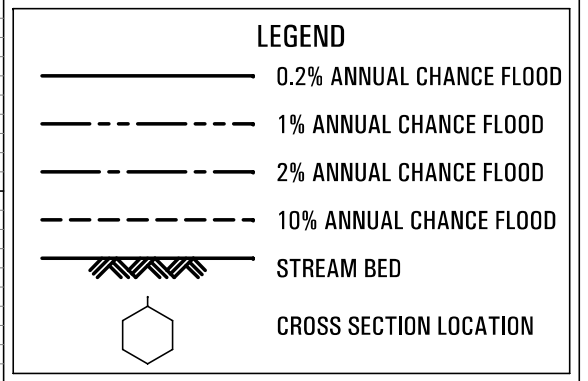 LEGEND
0.2% ANNUAL CHANCE FLOOD
1% ANNUAL CHANCE FLOOD
2% ANNUAL CHANCE FLOOD
10% ANNUAL CHANCE FLOOD
STREAM BED
CROSS SECTION LOCATION